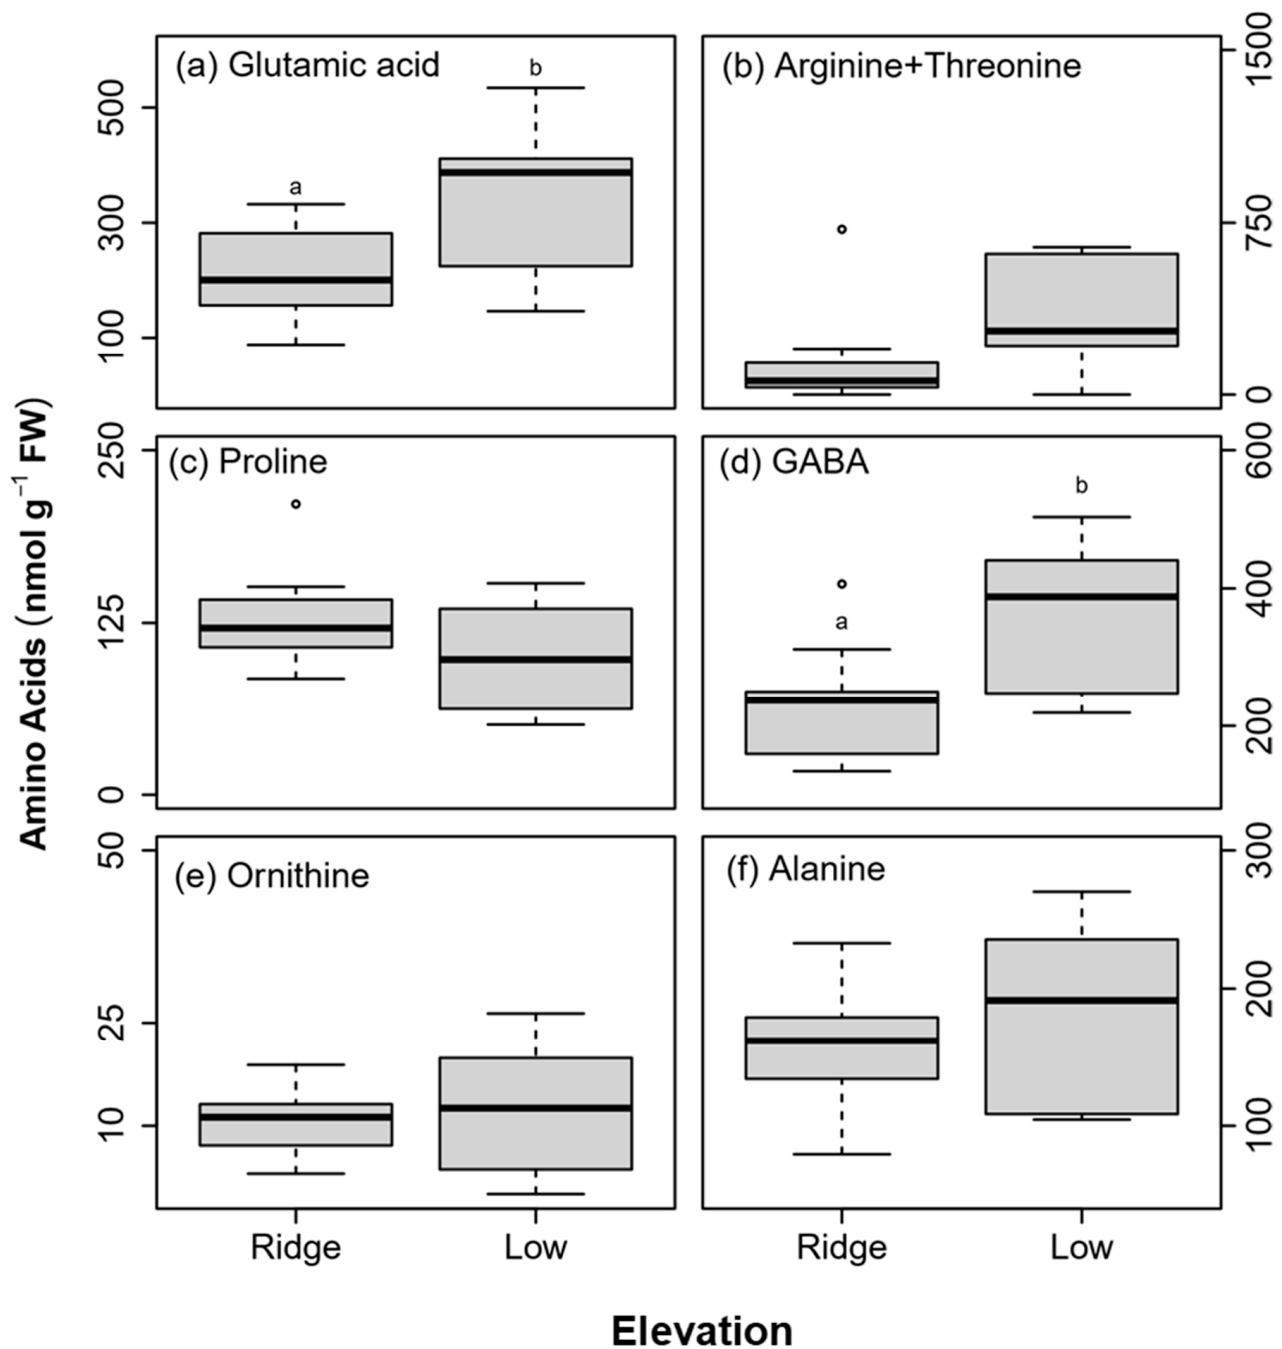 (a) Glutamic acid
a
b
500
300
100
(b) Arginine+Threonine
1500
750
0
Amino Acids (nmol g⁻¹ FW)
(c) Proline
250
125
0
(d) GABA
a
b
600
400
200
(e) Ornithine
50
25
10
(f) Alanine
300
200
100
Ridge Low Ridge Low
Elevation